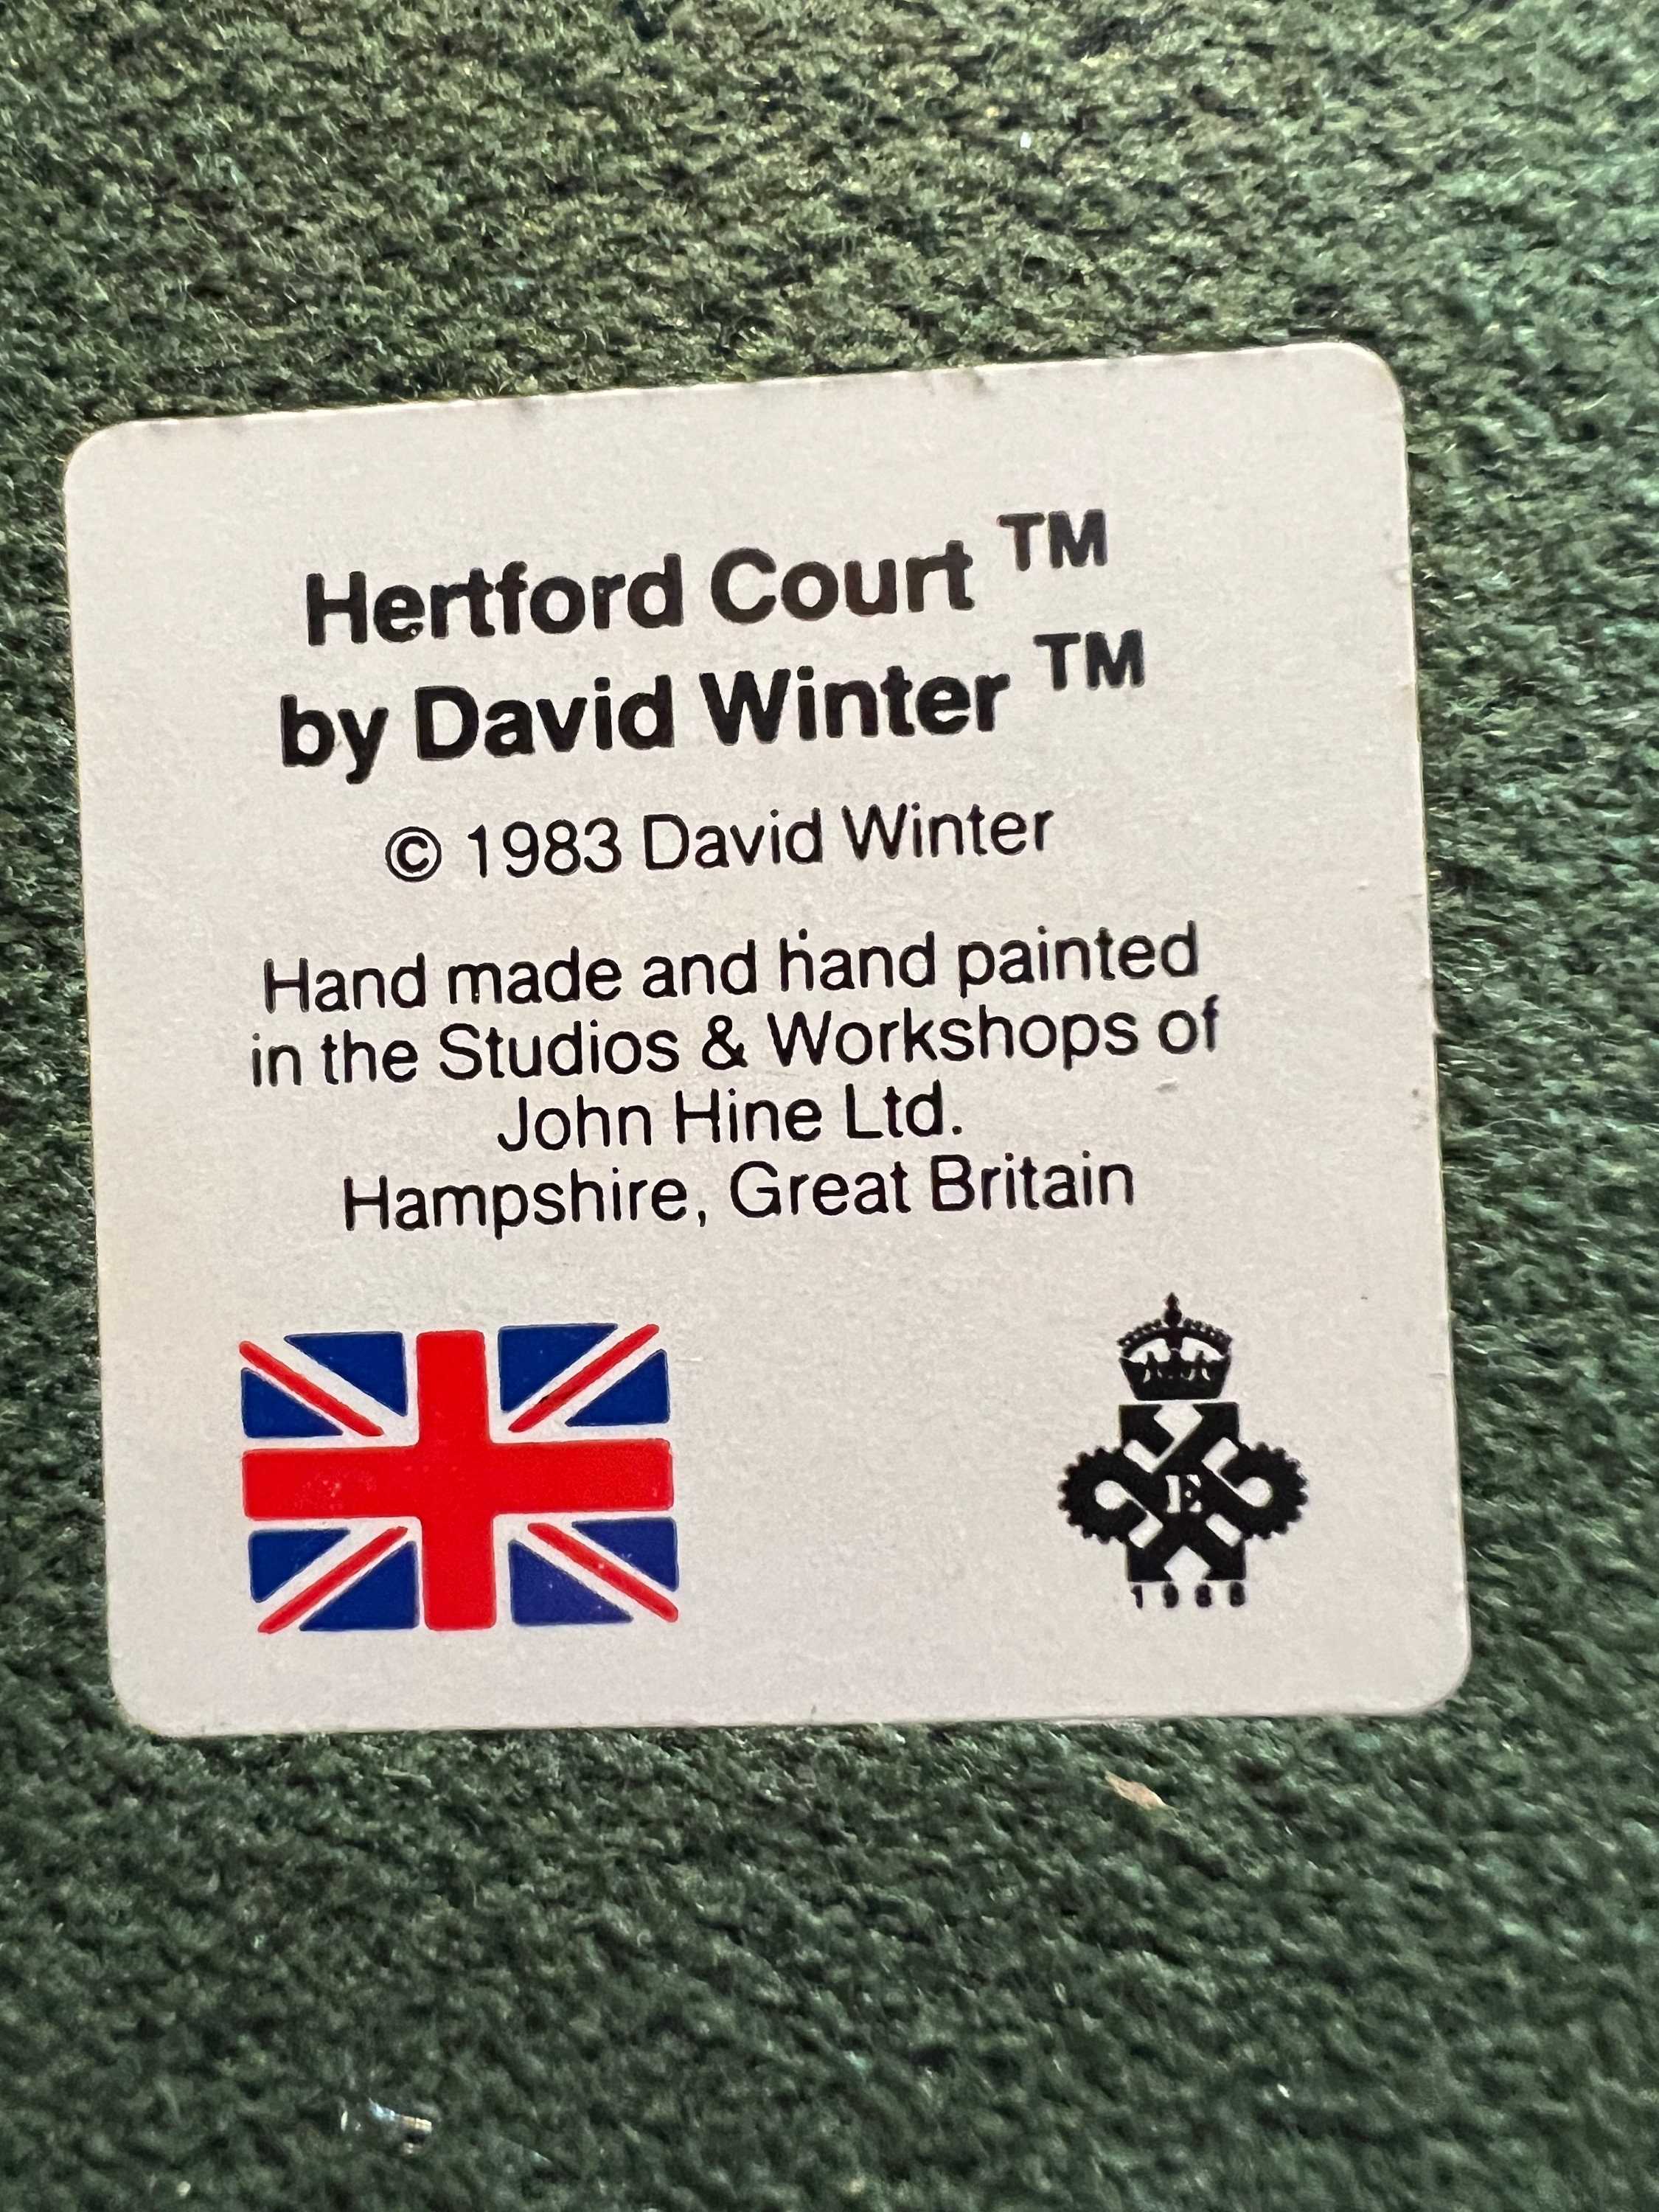 Hertford Court ™
by David Winter ™
© 1983 David Winter
Hand made and hand painted
in the Studios & Workshops of
John Hine Ltd.
Hampshire, Great Britain
E
1988